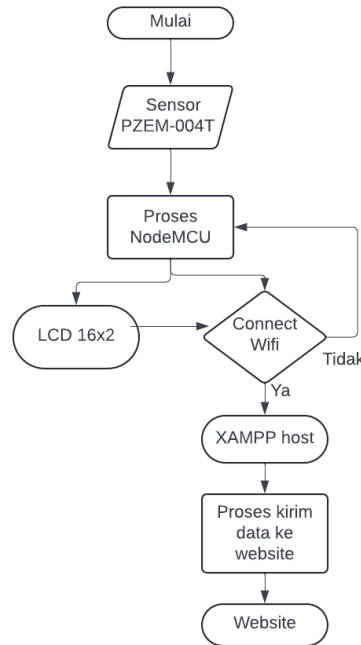 Mulai
Sensor
PZEM-004T
Proses
NodeMCU
LCD 16x2
Connect
Wifi
Tidak
Ya
XAMPP host
Proses kirim
data ke
website
Website